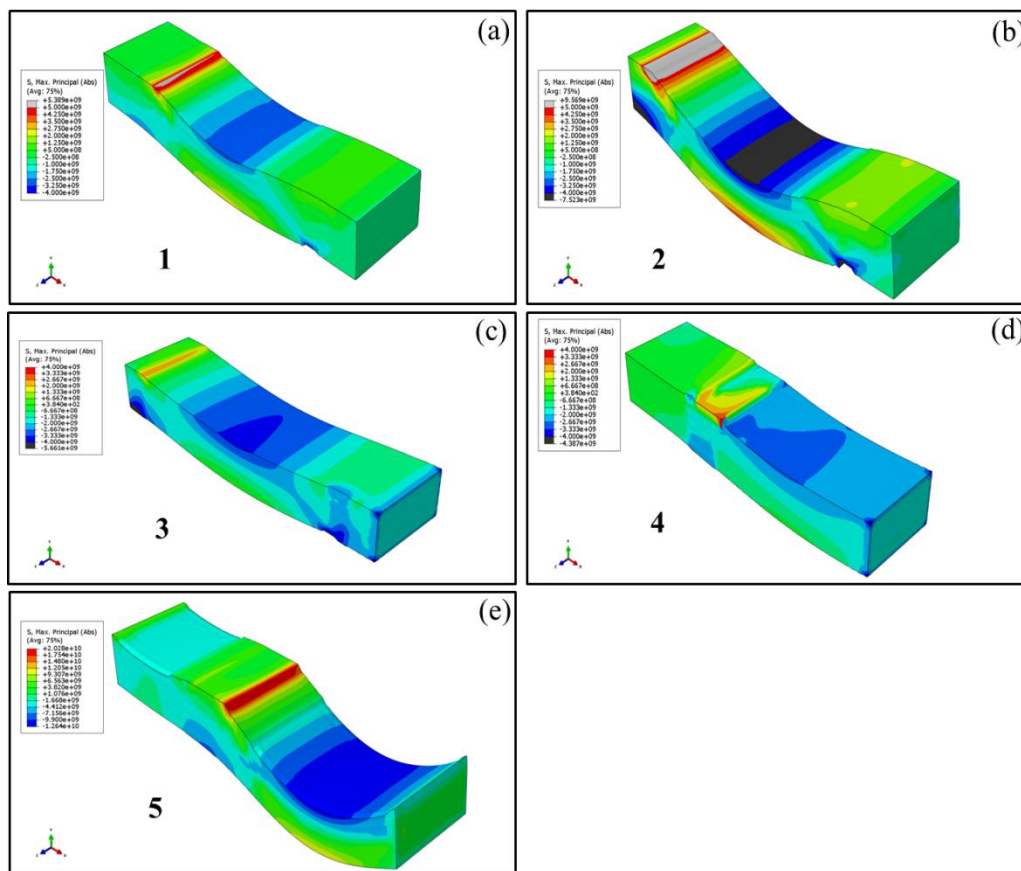 (a)
S, Max. Principal (Abs)
(Avg: 75%)
+5.389e+09
+5.000e+09
+4.250e+09
+3.500e+09
+2.750e+09
+2.000e+09
+1.250e+09
+5.000e+08
-2.500e+08
-1.000e+09
-1.750e+09
-2.500e+09
-3.250e+09
-4.000e+09
1
(b)
S, Max. Principal (Abs)
(Avg: 75%)
+9.569e+09
+5.000e+09
+4.250e+09
+3.500e+09
+2.750e+09
+2.000e+09
+1.250e+09
+5.000e+08
-2.500e+08
-1.000e+09
-1.750e+09
-2.500e+09
-3.250e+09
-4.000e+09
-7.523e+09
2
(c)
S, Max. Principal (Abs)
(Avg: 75%)
+4.000e+09
+3.333e+09
+2.667e+09
+2.000e+09
+1.333e+09
+6.667e+08
+3.840e+02
-6.667e+08
-1.333e+09
-2.000e+09
-2.667e+09
-3.333e+09
-4.000e+09
-5.661e+09
3
(d)
S, Max. Principal (Abs)
(Avg: 75%)
+4.000e+09
+3.333e+09
+2.667e+09
+2.000e+09
+1.333e+09
+6.667e+08
+3.840e+02
-6.667e+08
-1.333e+09
-2.000e+09
-2.667e+09
-3.333e+09
-4.000e+09
-4.387e+09
4
(e)
S, Max. Principal (Abs)
(Avg: 75%)
+2.028e+10
+1.754e+10
+1.480e+10
+1.205e+10
+9.307e+09
+6.563e+09
+3.820e+09
+1.076e+09
-1.668e+09
-4.412e+09
-7.156e+09
-9.900e+09
-1.264e+10
5